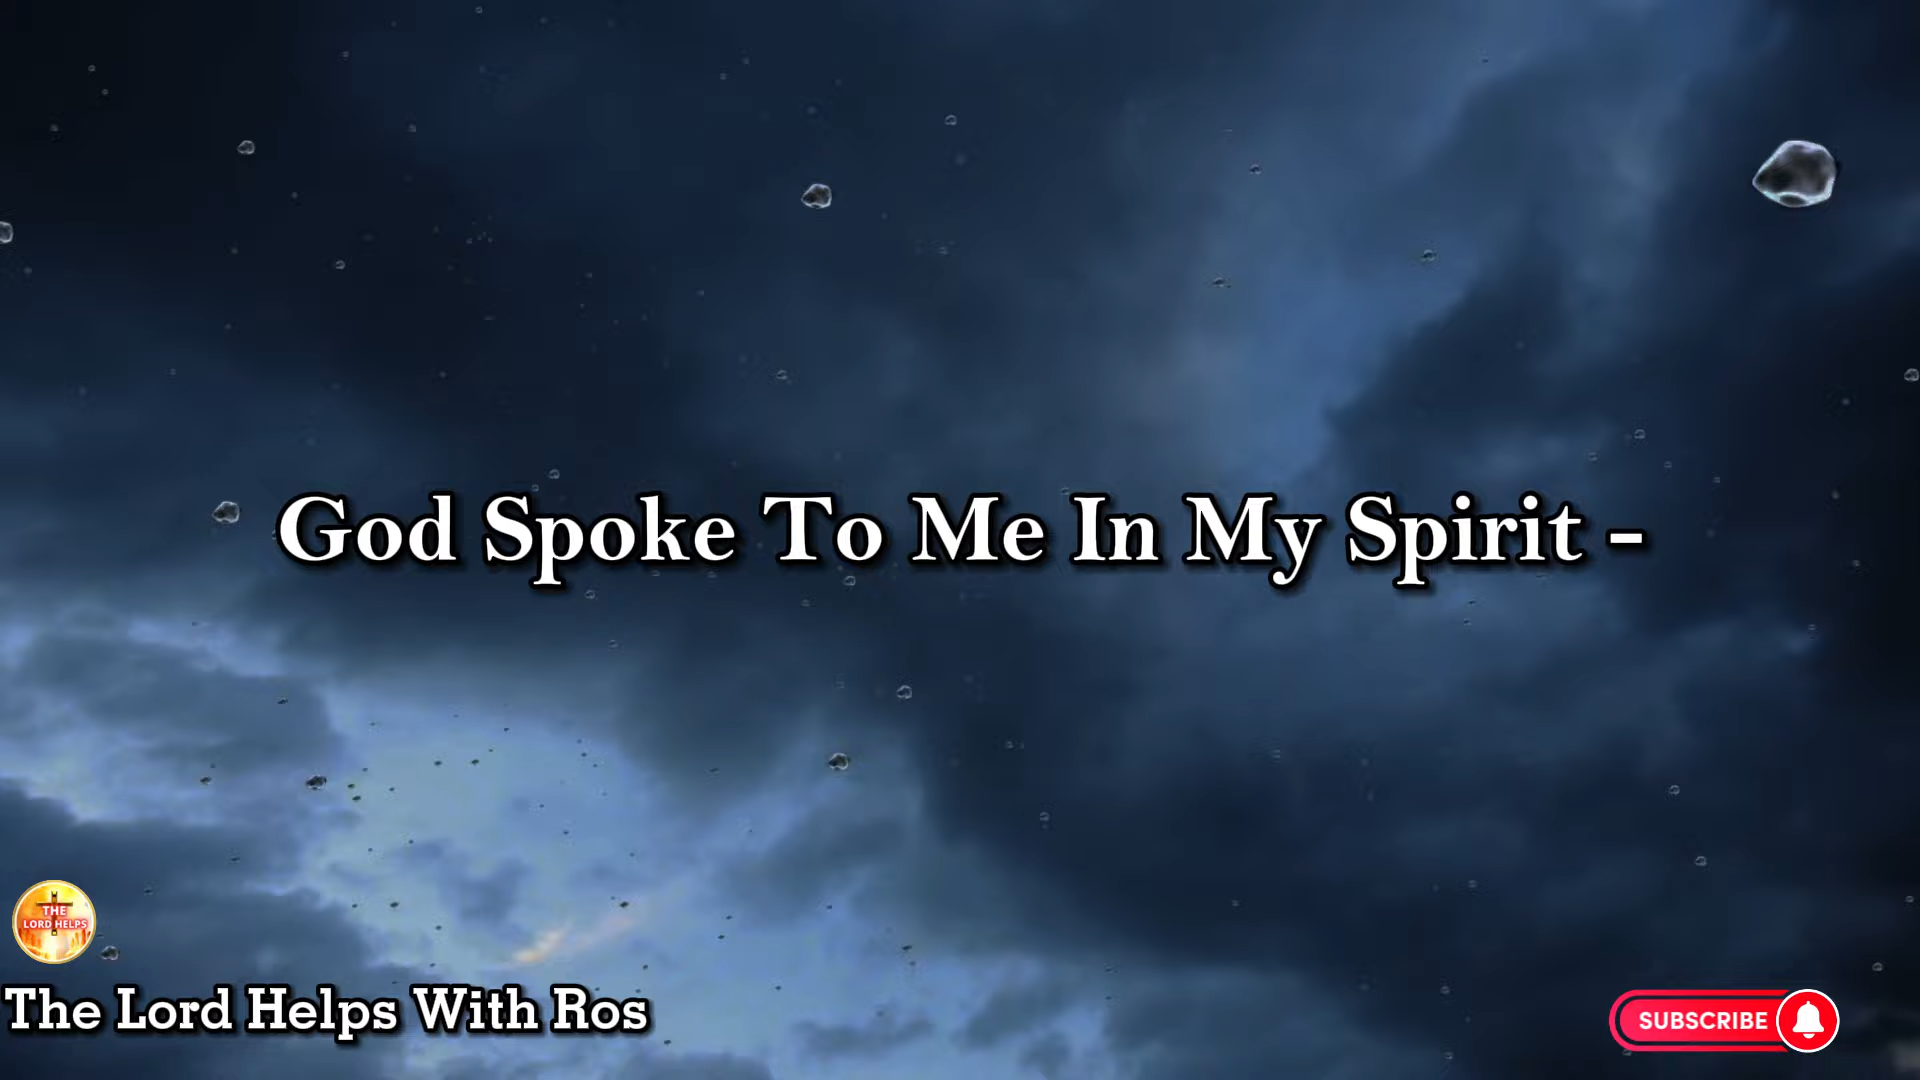 God Spoke To Me In My Spirit -
THE
LORD HELPS
The Lord Helps With Ros
SUBSCRIBE